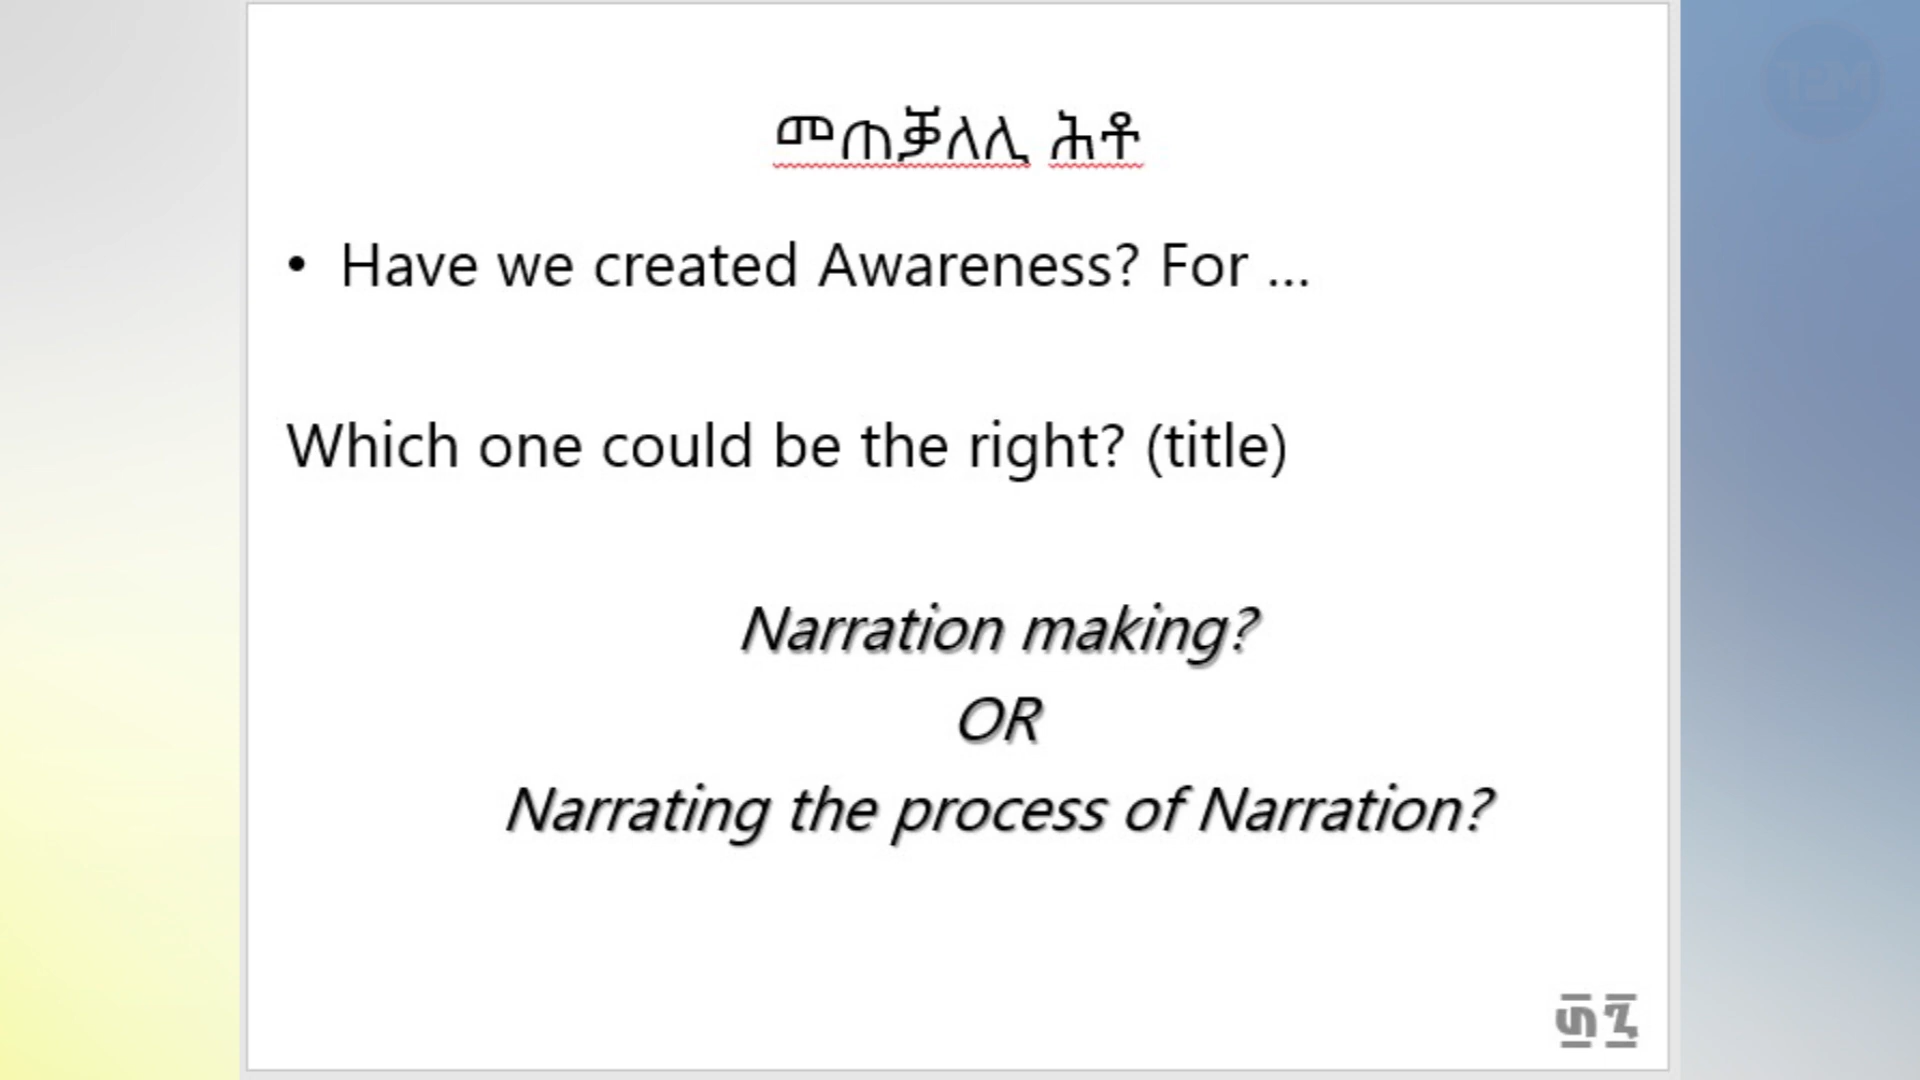 መጠቓለሊ ሕቶ
• Have we created Awareness? For ...
Which one could be the right? (title)
Narration making?
OR
Narrating the process of Narration?
፴፯